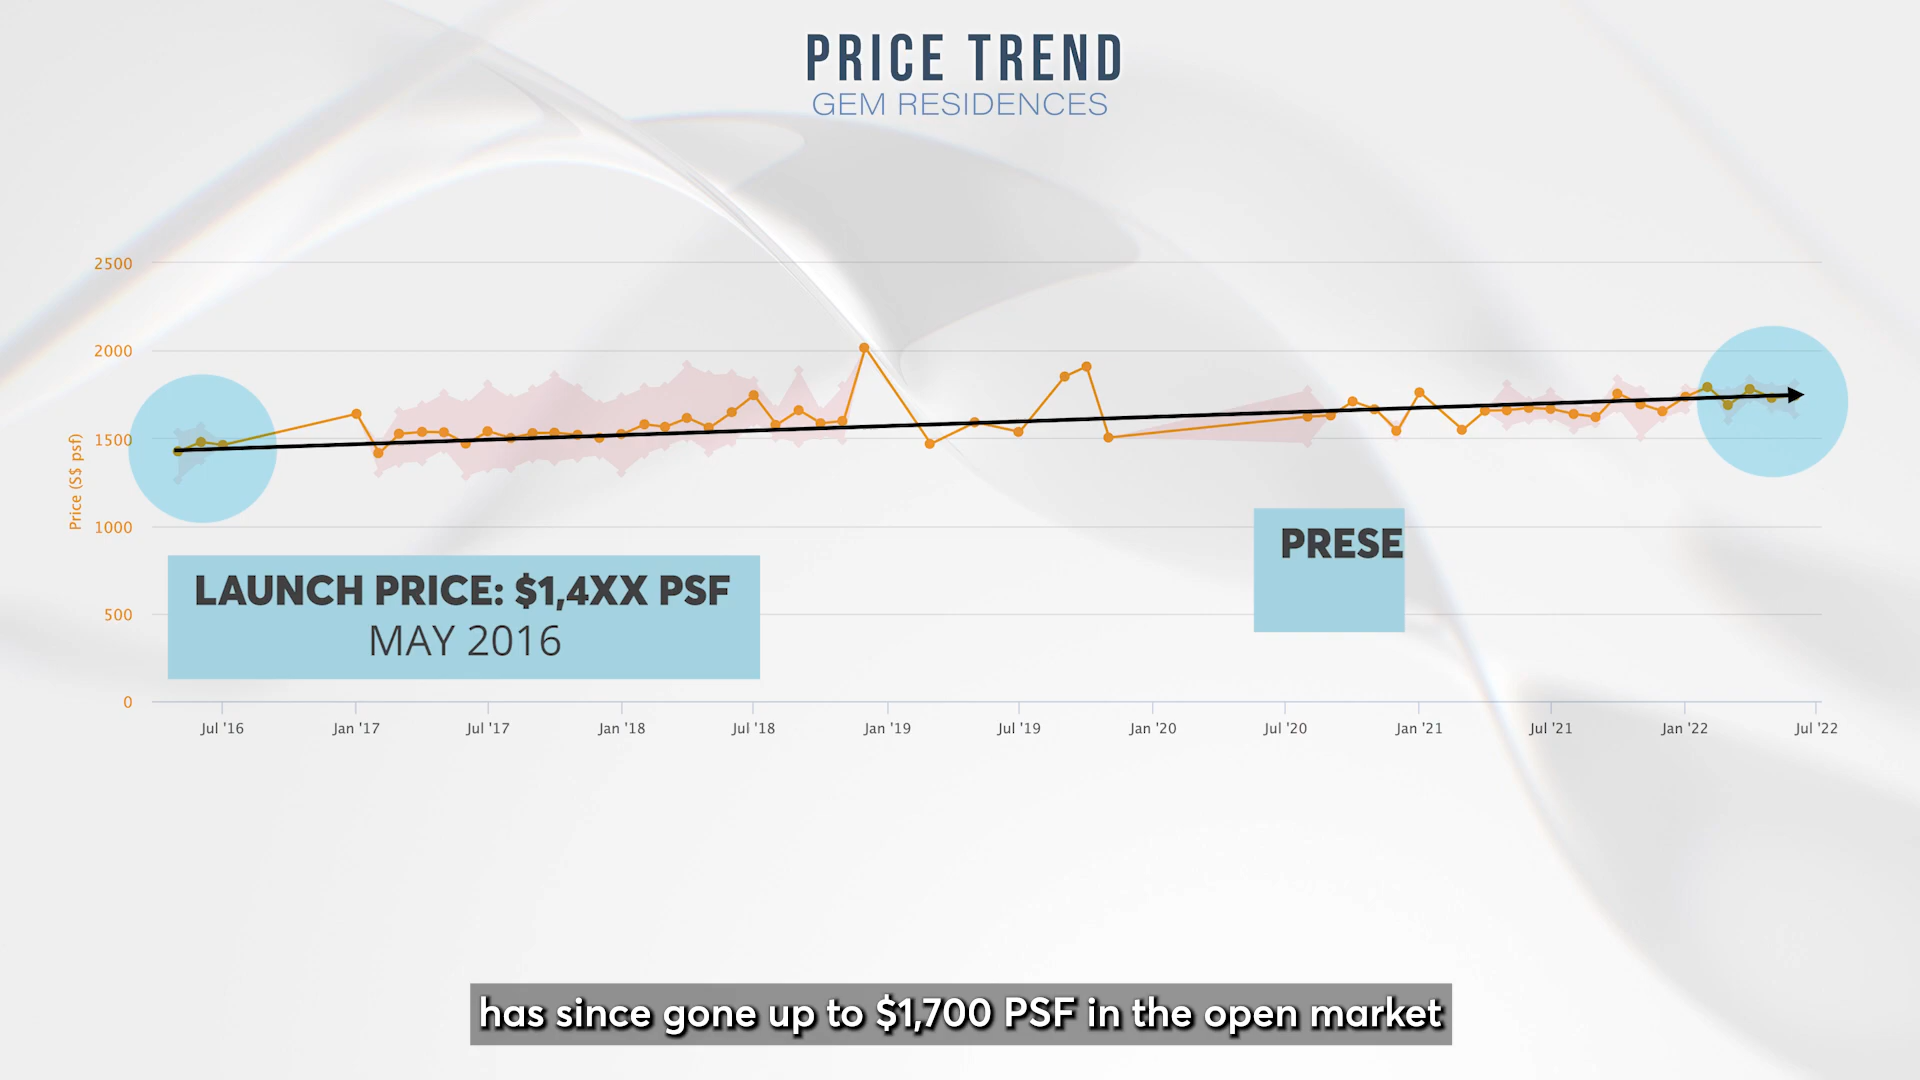 PRICE TREND
GEM RESIDENCES
2500
2000
1500
1000
500
0
Price (S$ psf)
LAUNCH PRICE: $1,4XX PSF
MAY 2016
PRESE
Jul '16
Jan '17
Jul '17
Jan '18
Jul '18
Jan '19
Jul '19
Jan '20
Jul '20
Jan '21
Jul '21
Jan '22
Jul '22
has since gone up to $1,700 PSF in the open market